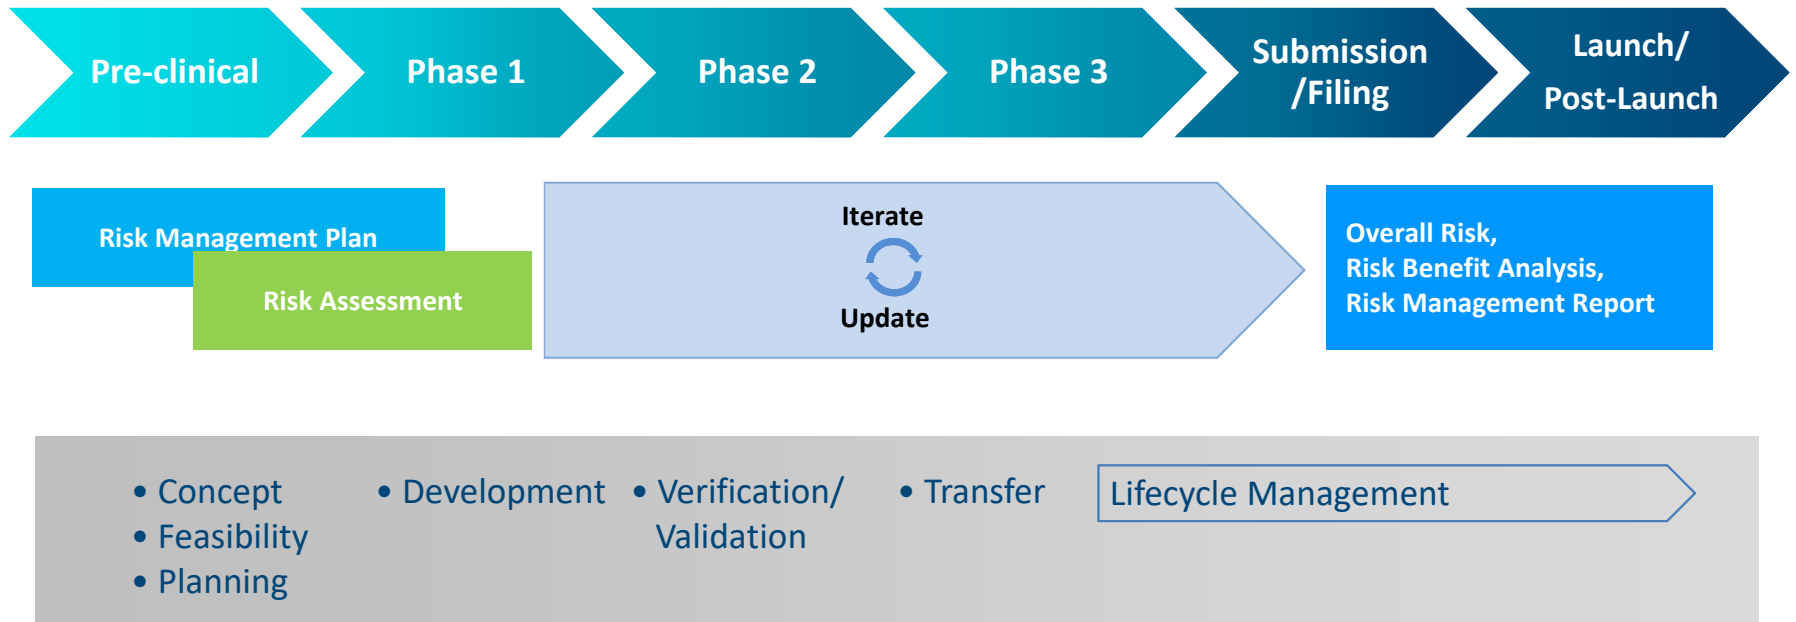 Pre-clinical
Phase 1
Phase 2
Phase 3
Submission
/Filing
Launch/
Post-Launch
Risk Management Plan
Risk Assessment
Iterate
Update
Overall Risk,
Risk Benefit Analysis,
Risk Management Report
• Concept
• Feasibility
• Planning
• Development
• Verification/
Validation
• Transfer
Lifecycle Management